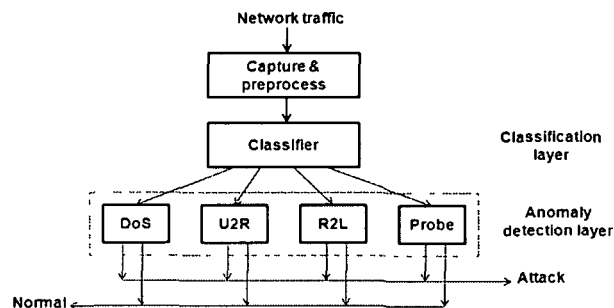 Network traffic
Capture &
preprocess
Classifier
Classification
layer
DoS
U2R
R2L
Probe
Anomaly
detection layer
Attack
Normal